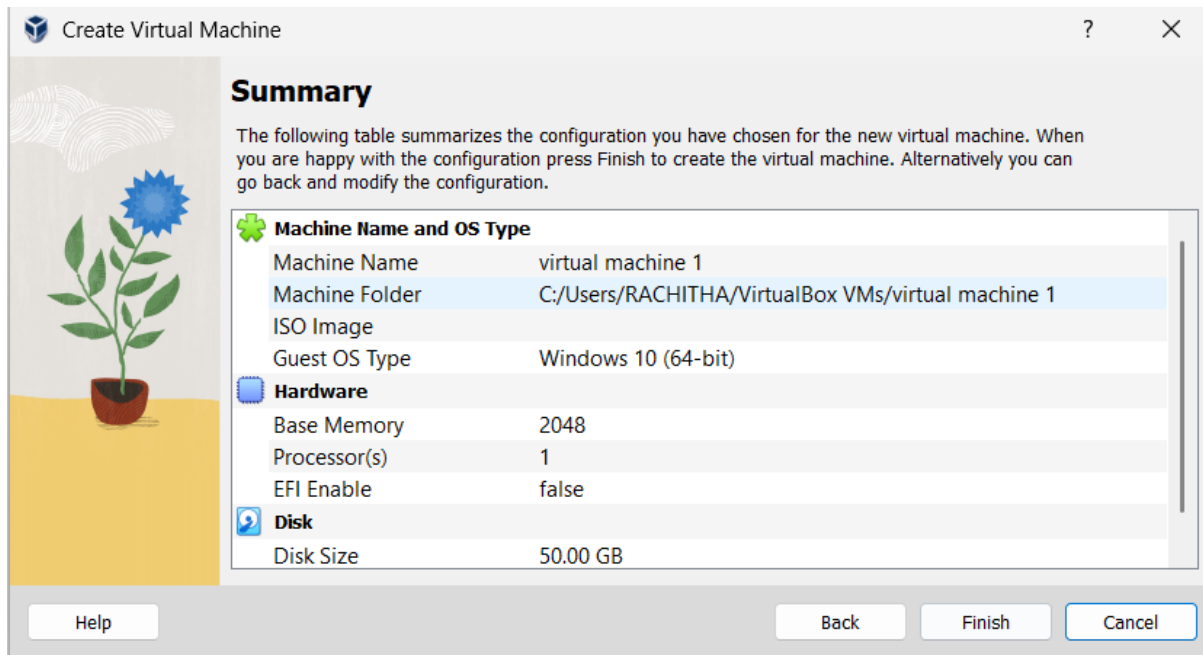 Create Virtual Machine
?
Summary
The following table summarizes the configuration you have chosen for the new virtual machine. When
you are happy with the configuration press Finish to create the virtual machine. Alternatively you can
go back and modify the configuration.
Machine Name and OS Type
Machine Name virtual machine 1
Machine Folder C:/Users/RACHITHA/VirtualBox VMs/virtual machine 1
ISO Image
Guest OS Type Windows 10 (64-bit)
Hardware
Base Memory 2048
Processor(s) 1
EFI Enable false
Disk
Disk Size 50.00 GB
Help Back Finish Cancel